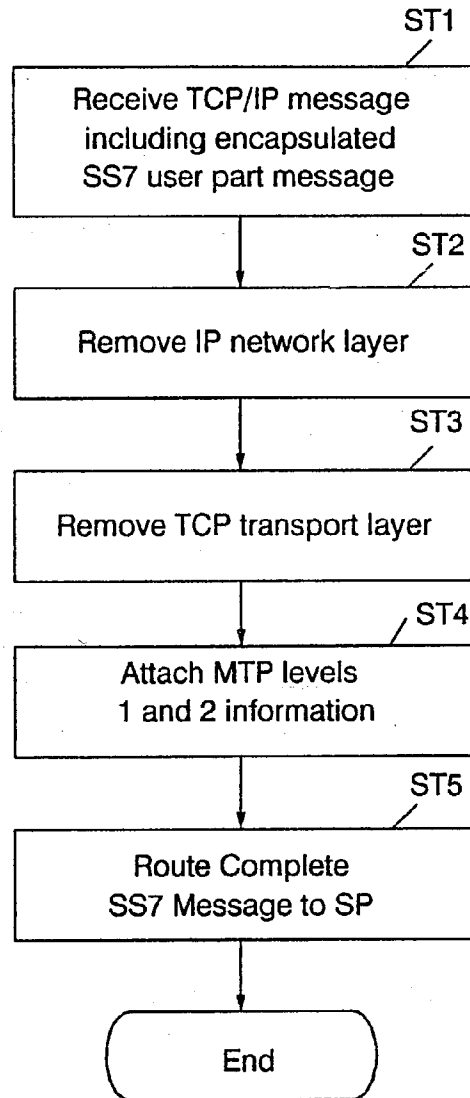 ST1
Receive TCP/IP message
including encapsulated
SS7 user part message
ST2
Remove IP network layer
ST3
Remove TCP transport layer
ST4
Attach MTP levels
1 and 2 information
ST5
Route Complete
SS7 Message to SP
End